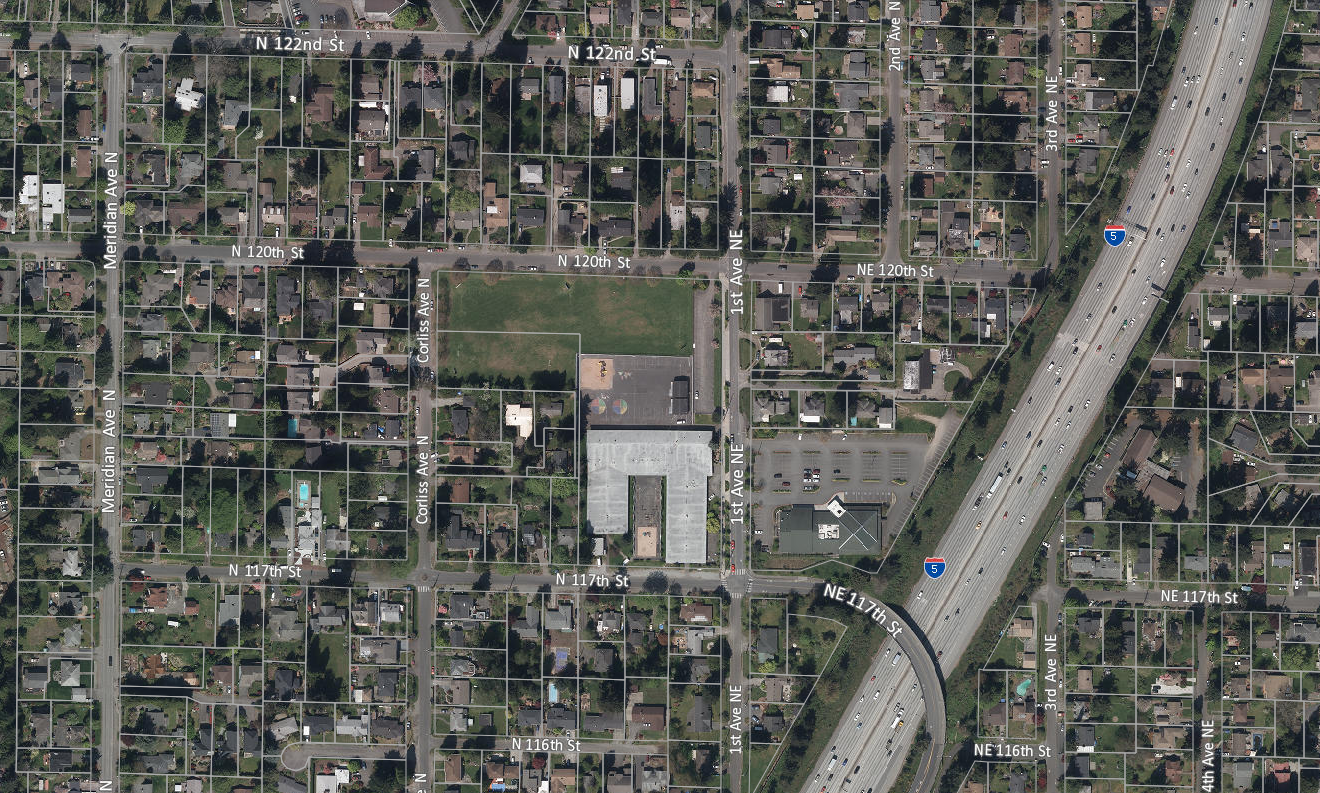 N 122nd St
N 122nd St
2nd Ave N
3rd Ave NE
Meridian Ave N
5
N 120th St
N 120th St
1st Ave NE
NE 120th St
Corliss Ave N
Meridian Ave N
Corliss Ave N
1st Ave NE
5
N 117th St
N 117th St
NE 117th St
NE 117th St
3rd Ave NE
1st Ave NE
N 116th St
NE 116th St
4th Ave NE
N
e N